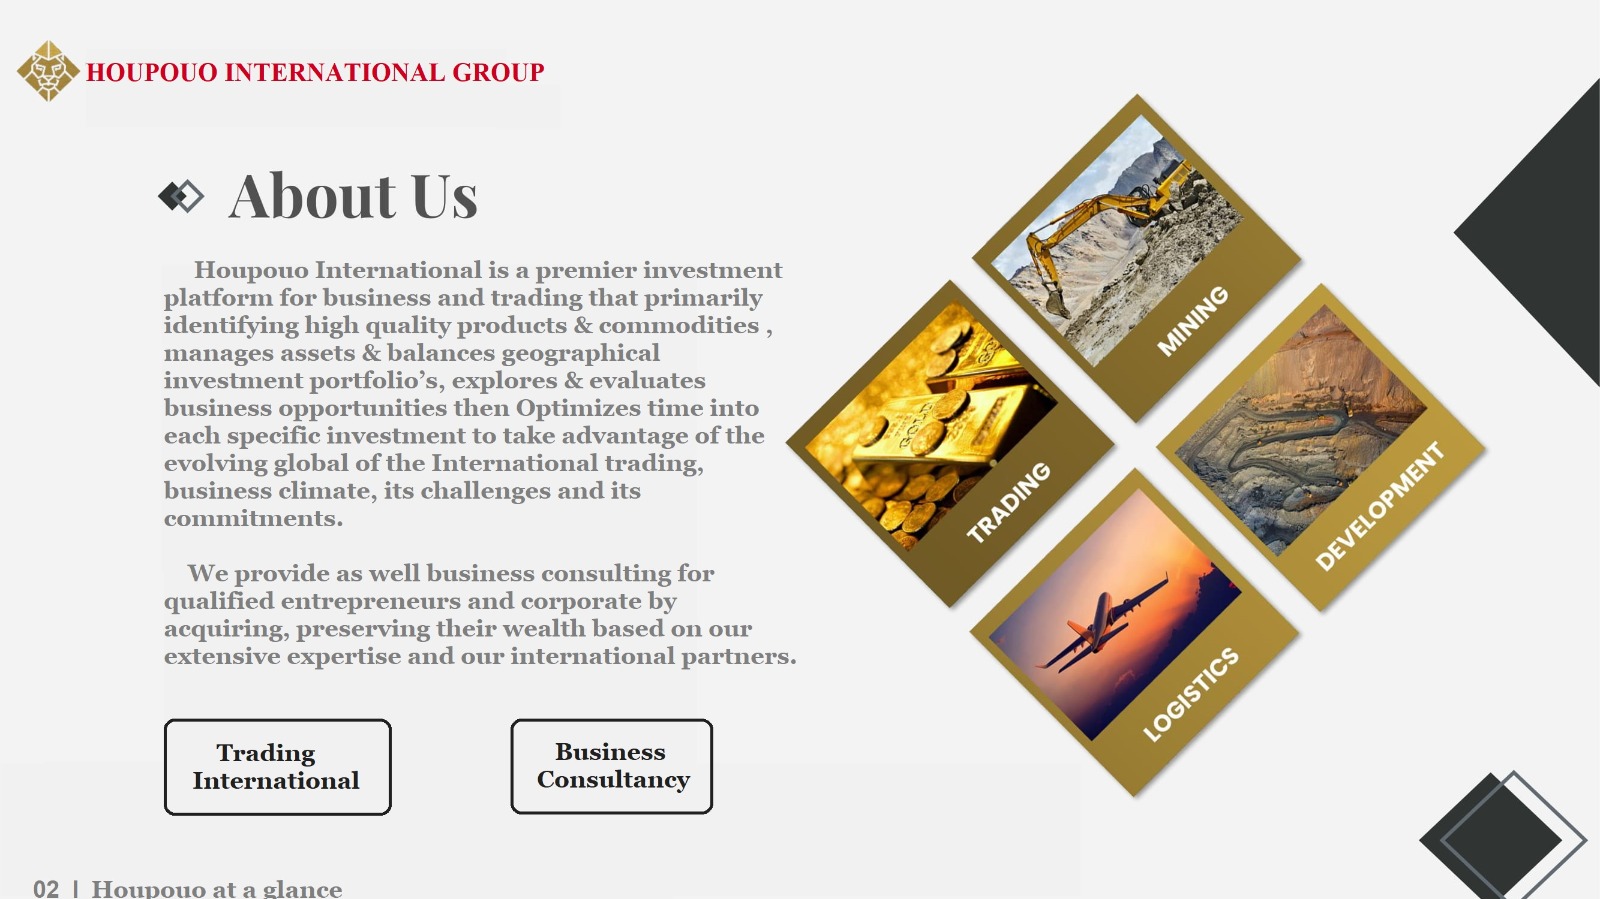 HOUPOUO INTERNATIONAL GROUP
About Us
Houpouo International is a premier investment
platform for business and trading that primarily
identifying high quality products & commodities ,
manages assets & balances geographical
investment portfolio’s, explores & evaluates
business opportunities then Optimizes time into
each specific investment to take advantage of the
evolving global of the International trading,
business climate, its challenges and its
commitments.
We provide as well business consulting for
qualified entrepreneurs and corporate by
acquiring, preserving their wealth based on our
extensive expertise and our international partners.
Trading
International
Business
Consultancy
MINING
TRADING
GOLD
DEVELOPMENT
LOGISTICS
02 | Houpouo at a glance